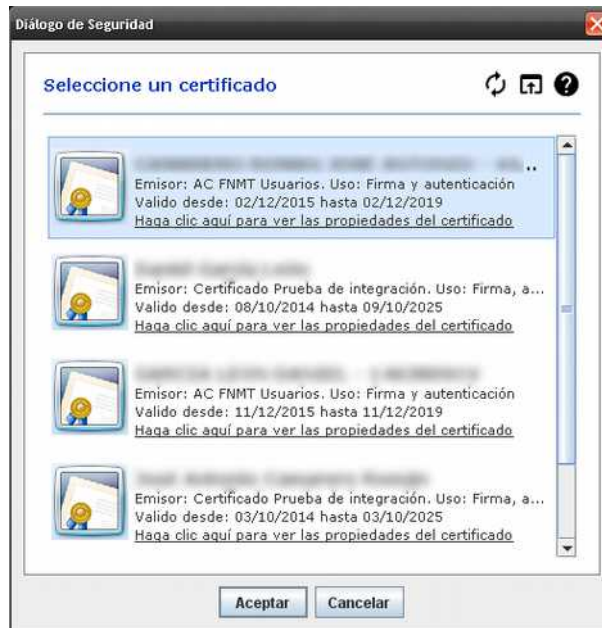 Diálogo de Seguridad
Seleccione un certificado
Emisor: AC FNMT Usuarios. Uso: Firma y autenticación
Valido desde: 02/12/2015 hasta 02/12/2019
Haga clic aquí para ver las propiedades del certificado
Emisor: Certificado Prueba de integración. Uso: Firma, a...
Valido desde: 08/10/2014 hasta 09/10/2025
Haga clic aquí para ver las propiedades del certificado
Emisor: AC FNMT Usuarios. Uso: Firma y autenticación
Valido desde: 11/12/2015 hasta 11/12/2019
Haga clic aquí para ver las propiedades del certificado
Emisor: Certificado Prueba de integración. Uso: Firma, a...
Valido desde: 03/10/2014 hasta 03/10/2025
Haga clic aquí para ver las propiedades del certificado
Aceptar Cancelar